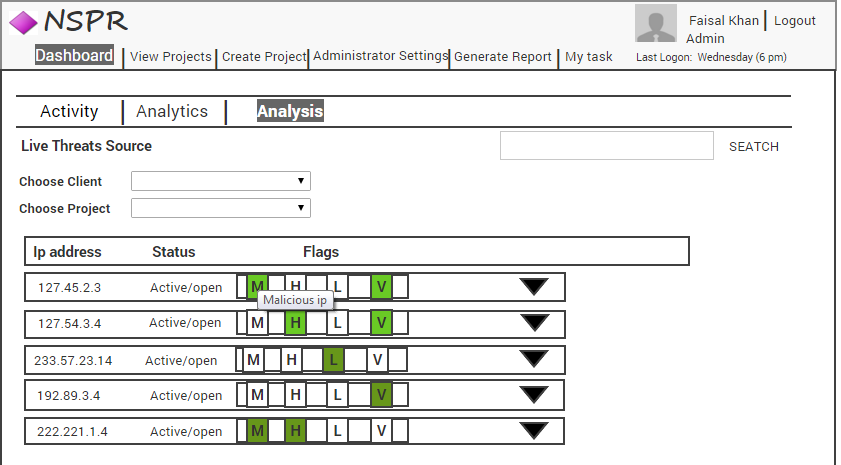 NSPR
Faisal Khan | Logout
Admin
Dashboard | View Projects | Create Project | Administrator Settings | Generate Report | My task
Last Logon: Wednesday (6 pm)
Activity | Analytics | Analysis
Live Threats Source
SEATCH
Choose Client
Choose Project
Ip address Status Flags
127.45.2.3 Active/open M H L V
Malicious ip
127.54.3.4 Active/open M H L V
233.57.23.14 Active/open M H L V
192.89.3.4 Active/open M H L V
222.221.1.4 Active/open M H L V